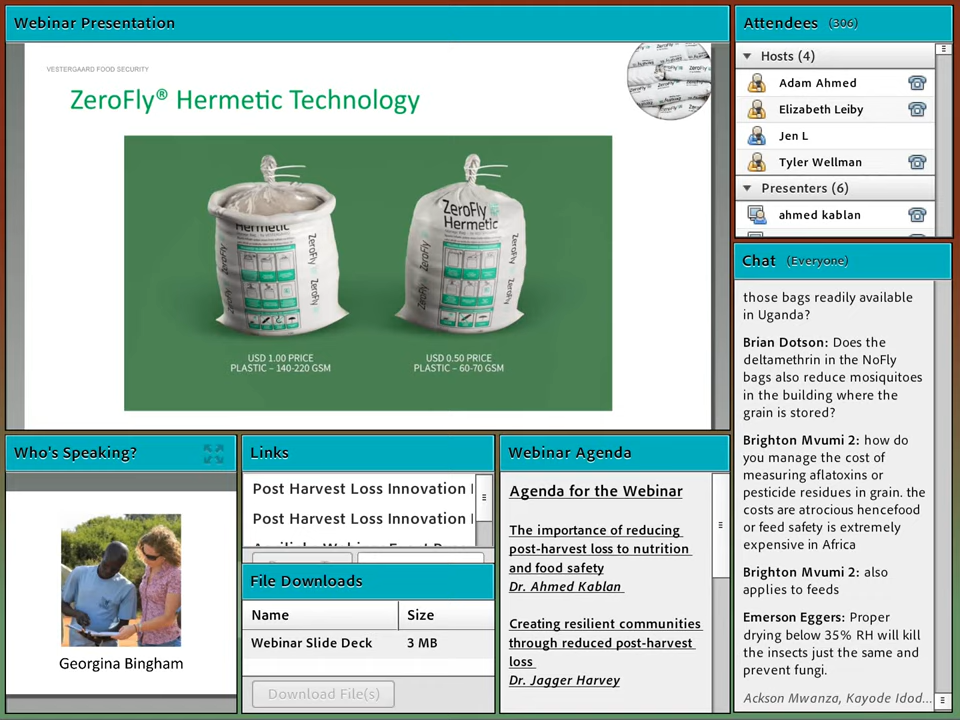 Webinar Presentation
VESTERGAARD FOOD SECURITY
ZeroFly® Hermetic Technology
Hermetic
ZeroFly
ZeroFly
ZeroFly
Hermetic
ZeroFly
ZeroFly
USD 1.00 PRICE
PLASTIC – 140-220 GSM
USD 0.50 PRICE
PLASTIC – 60-70 GSM
Attendees (306)
Hosts (4)
Adam Ahmed
Elizabeth Leiby
Jen L
Tyler Wellman
Presenters (6)
ahmed kablan
Chat (Everyone)
those bags readily available
in Uganda?
Brian Dotson: Does the
deltamethrin in the NoFly
bags also reduce mosiquitoes
in the building where the
grain is stored?
Brighton Mvumi 2: how do
you manage the cost of
measuring aflatoxins or
pesticide residues in grain. the
costs are atrocious hencefood
or feed safety is extremely
expensive in Africa
Brighton Mvumi 2: also
applies to feeds
Emerson Eggers: Proper
drying below 35% RH will kill
the insects just the same and
prevent fungi.
Ackson Mwanza, Kayode Idod...
Who's Speaking?
Georgina Bingham
Links
Post Harvest Loss Innovation
Post Harvest Loss Innovation
File Downloads
Name Size
Webinar Slide Deck 3 MB
Download File(s)
Webinar Agenda
Agenda for the Webinar
The importance of reducing
post-harvest loss to nutrition
and food safety
Dr. Ahmed Kablan
Creating resilient communities
through reduced post-harvest
loss
Dr. Jagger Harvey